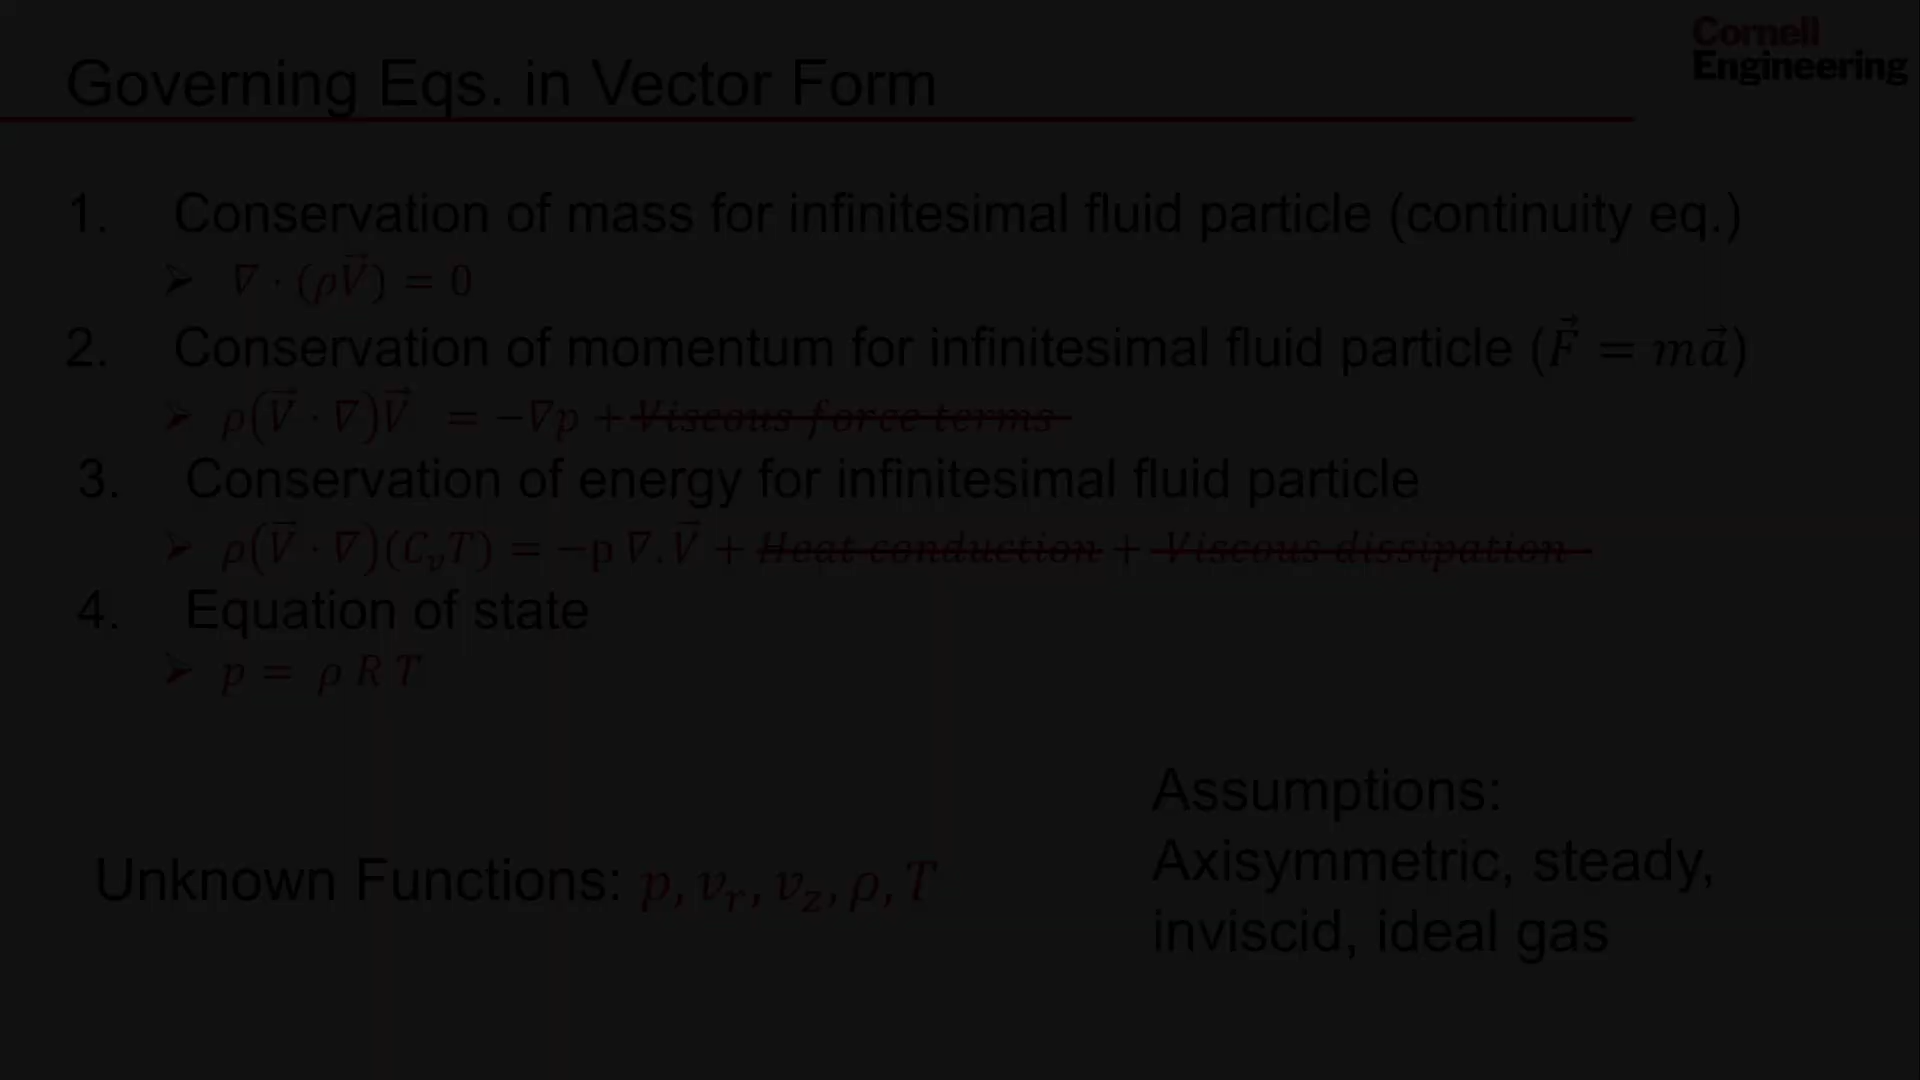 Cornell
Engineering
Governing Eqs. in Vector Form
1. Conservation of mass for infinitesimal fluid particle (continuity eq.)
➢ ∇ · (ρV⃗) = 0
2. Conservation of momentum for infinitesimal fluid particle (F⃗ = ma⃗)
➢ ρ(V⃗ · ∇)V⃗ = −∇p + Viscous force terms
3. Conservation of energy for infinitesimal fluid particle
➢ ρ(V⃗ · ∇)(CᵥT) = −p ∇.V⃗ + Heat conduction + Viscous dissipation
4. Equation of state
➢ p = ρ R T
Assumptions:
Axisymmetric, steady,
inviscid, ideal gas
Unknown Functions: p, v_r, v_z, ρ, T